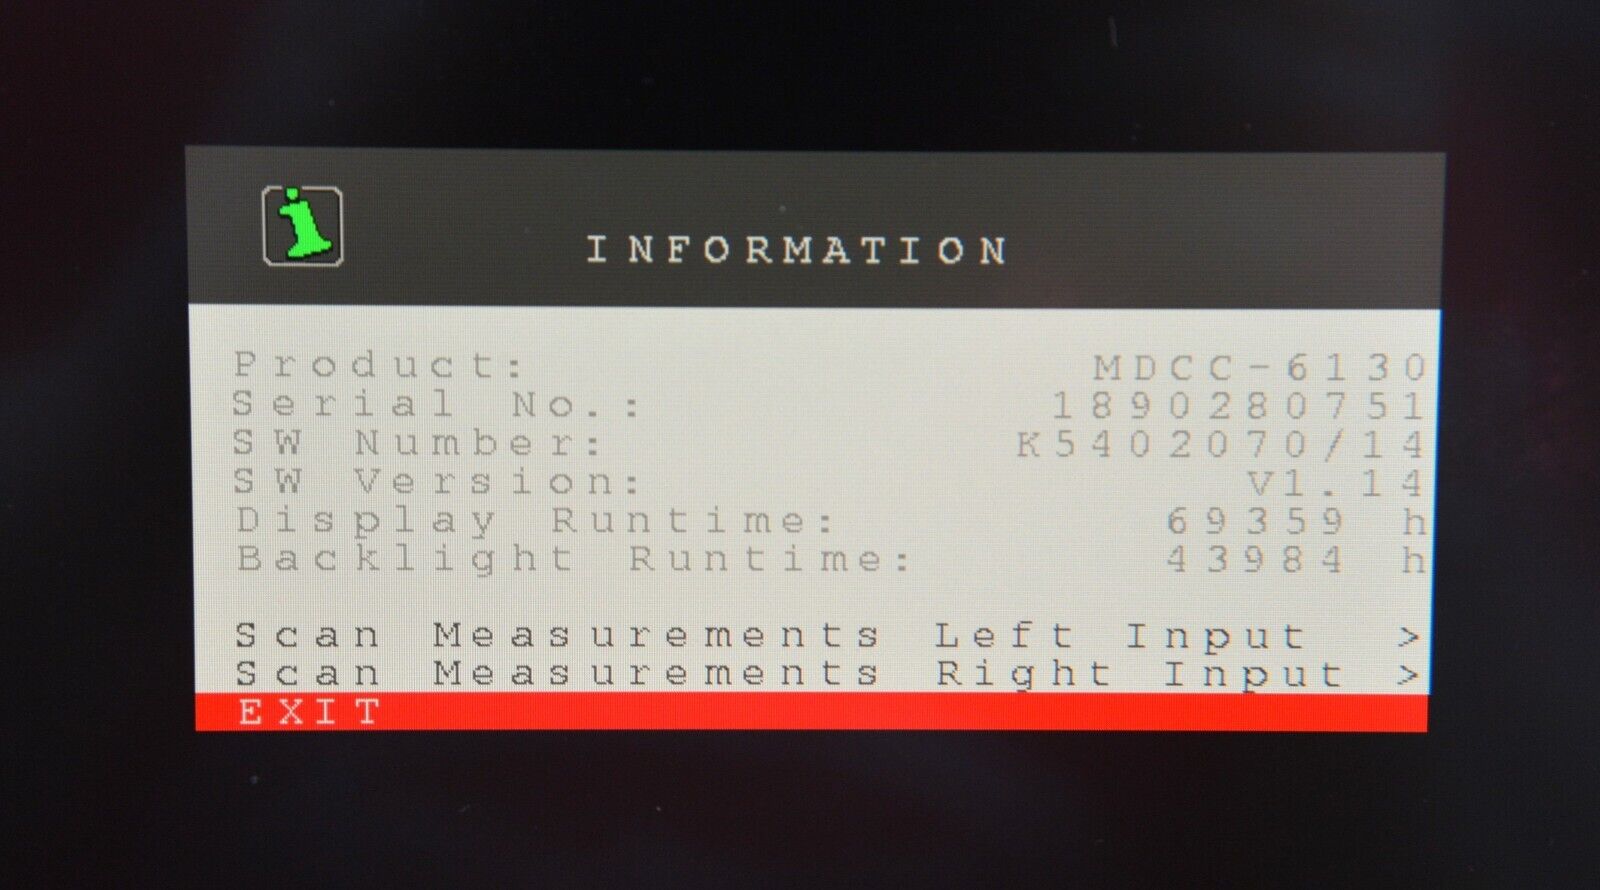 INFORMATION
Product: MDCC-6130
Serial No.: 1890280751
SW Number: K5402070/14
SW Version: V1.14
Display Runtime: 69359 h
Backlight Runtime: 43984 h
Scan Measurements Left Input >
Scan Measurements Right Input >
EXIT